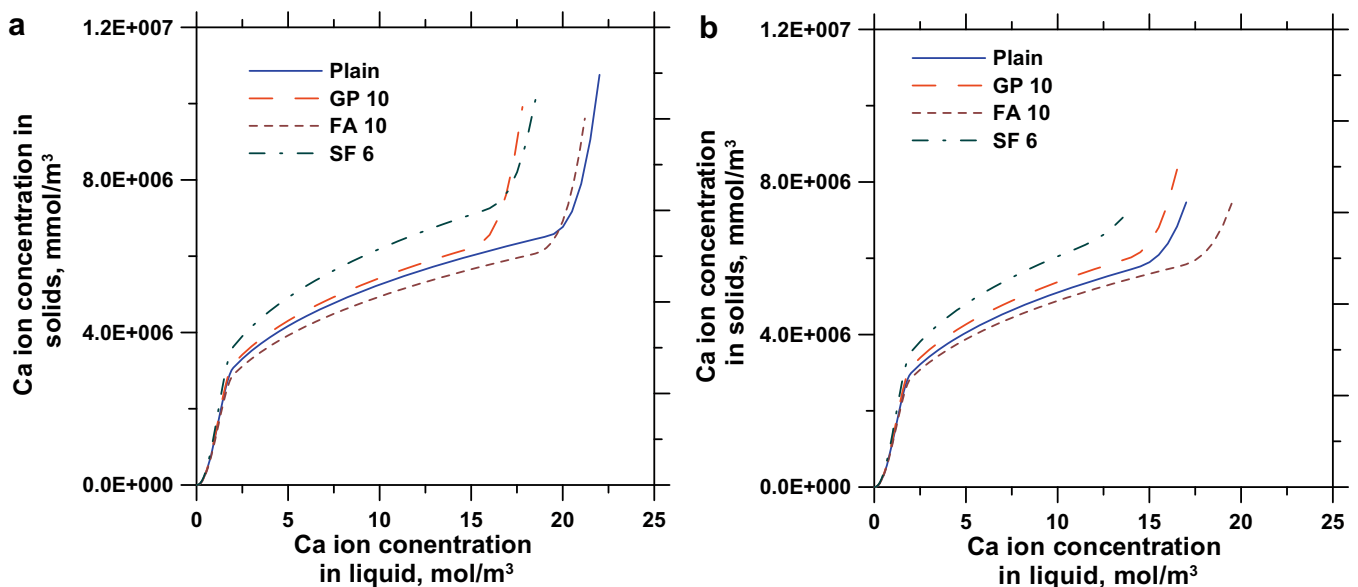 a
1.2E+007
8.0E+006
4.0E+006
0.0E+000
Ca ion concentration in
solids, mmol/m³
Plain
GP 10
FA 10
SF 6
0 5 10 15 20 25
Ca ion conentration
in liquid, mol/m³
b
1.2E+007
8.0E+006
4.0E+006
0.0E+000
Ca ion concentration
in solids, mmol/m³
Plain
GP 10
FA 10
SF 6
0 5 10 15 20 25
Ca ion concentration
in liquid, mol/m³